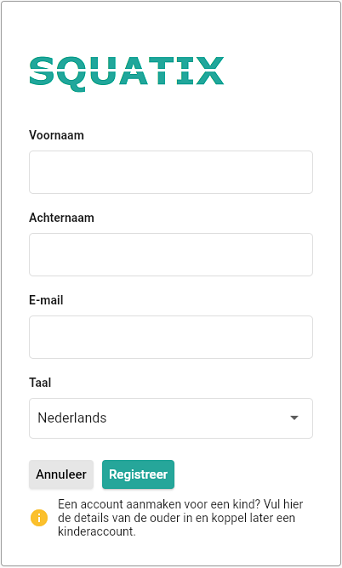 SQUATIX
Voornaam
Achternaam
E-mail
Taal
Nederlands
Annuleer Registreer
Een account aanmaken voor een kind? Vul hier
de details van de ouder in en koppel later een
kinderaccount.